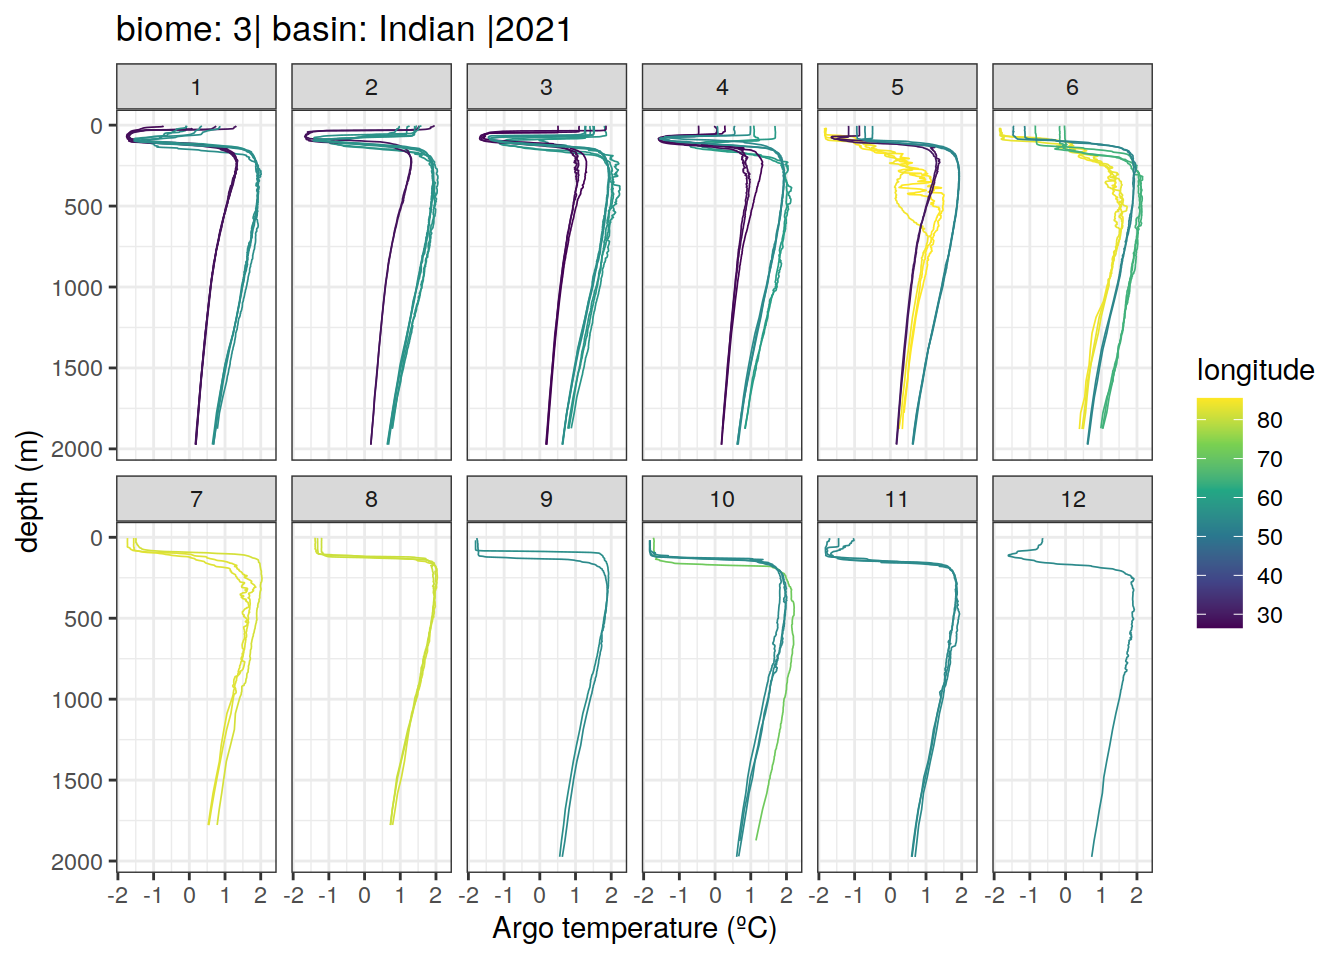 biome: 3| basin: Indian |2021
1 2 3 4 5 6
0
500
1000
1500
2000
7 8 9 10 11 12
0
500
1000
1500
2000
-2 -1 0 1 2 -2 -1 0 1 2 -2 -1 0 1 2 -2 -1 0 1 2 -2 -1 0 1 2 -2 -1 0 1 2
Argo temperature (ºC)
depth (m)
longitude
80
70
60
50
40
30